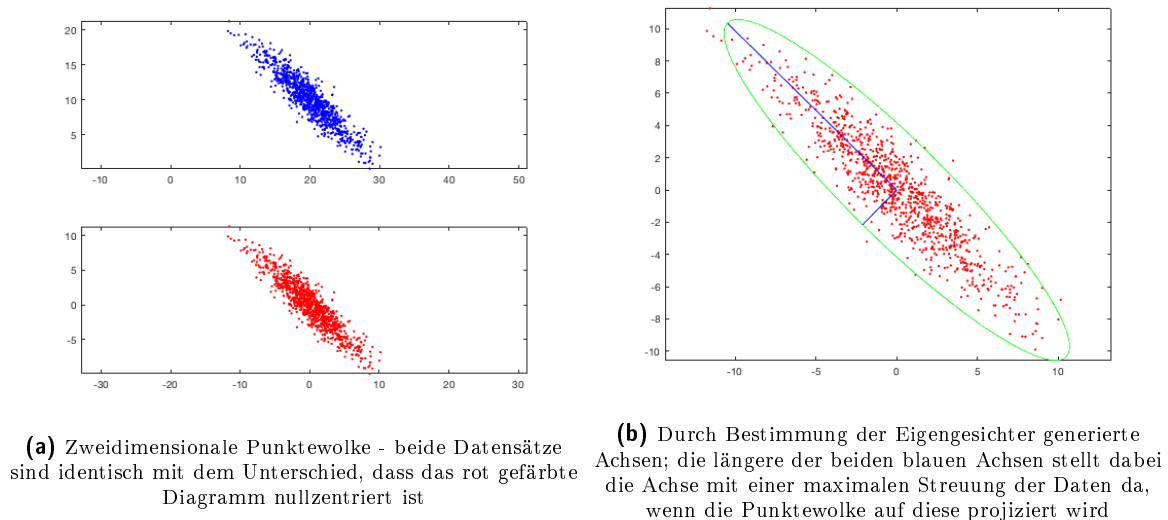 20
15
10
5
-10 0 10 20 30 40 50
10
5
0
-5
-30 -20 -10 0 10 20 30
(a) Zweidimensionale Punktewolke - beide Datensätze
sind identisch mit dem Unterschied, dass das rot gefärbte
Diagramm nullzentriert ist
10
8
6
4
2
0
-2
-4
-6
-8
-10
-10 -5 0 5 10
(b) Durch Bestimmung der Eigengesichter generierte
Achsen; die längere der beiden blauen Achsen stellt dabei
die Achse mit einer maximalen Streuung der Daten da,
wenn die Punktewolke auf diese projiziert wird